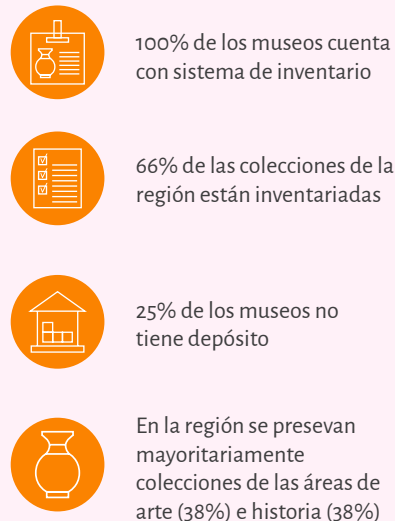 100% de los museos cuenta
con sistema de inventario
66% de las colecciones de la
región están inventariadas
25% de los museos no
tiene depósito
En la región se presevan
mayoritariamente
colecciones de las áreas de
arte (38%) e historia (38%)